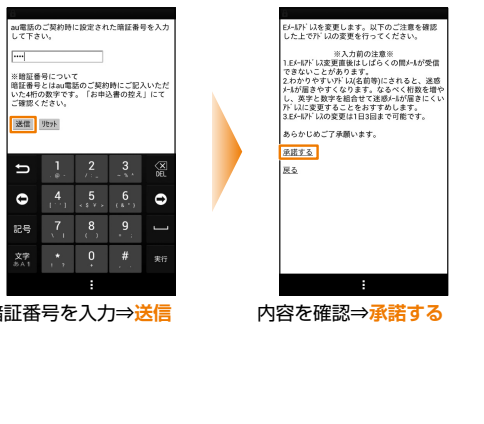 au電話のご契約時に設定された暗証番号を入力
して下さい。
····
※暗証番号について
暗証番号とはau電話のご契約時にご記入いただ
いた4桁の数字です。「お申込書の控え」にて
ご確認ください。
送信 リセット
1 2 3 DEL
4 5 6
記号 7 8 9
文字 * 0 # 実行
暗証番号を入力⇒送信
Eメールアドレスを変更します。以下のご注意を確認
した上でアドレスの変更を行ってください。
※入力前の注意※
1.Eメールアドレス変更直後はしばらくの間メールが受信
できないことがあります。
2.わかりやすいアドレス(名前等)にされると、迷惑
メールが届きやすくなります。なるべく桁数を増や
し、英字と数字を組合せて迷惑メールが届きにくい
アドレスに変更することをおすすめします。
3.Eメールアドレスの変更は1日3回まで可能です。
あらかじめご了承願います。
承諾する
戻る
内容を確認⇒承諾する